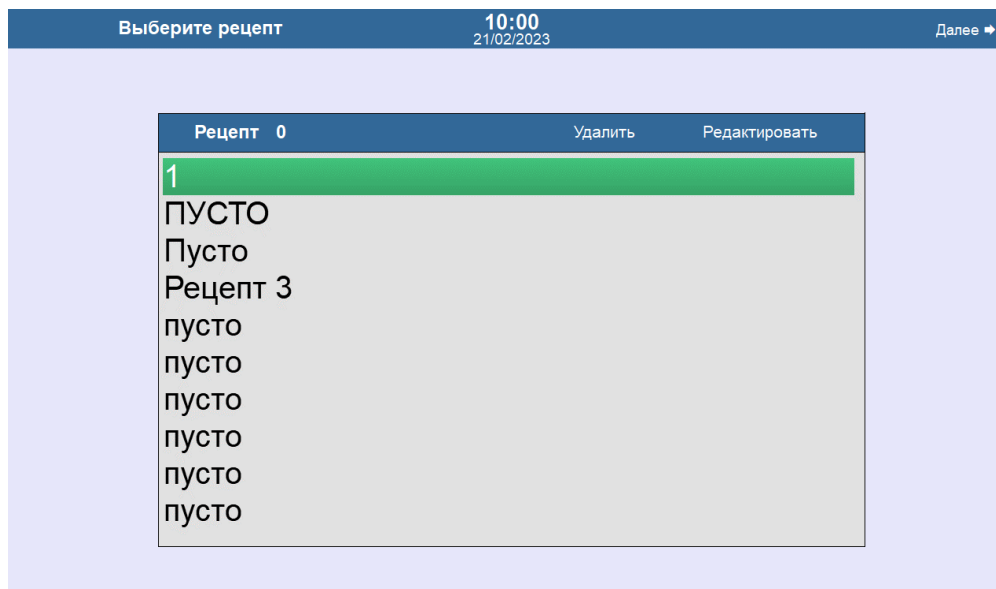 Выберите рецепт
10:00
21/02/2023
Далее ➡
Рецепт 0 Удалить Редактировать
1
ПУСТО
Пусто
Рецепт 3
пусто
пусто
пусто
пусто
пусто
пусто